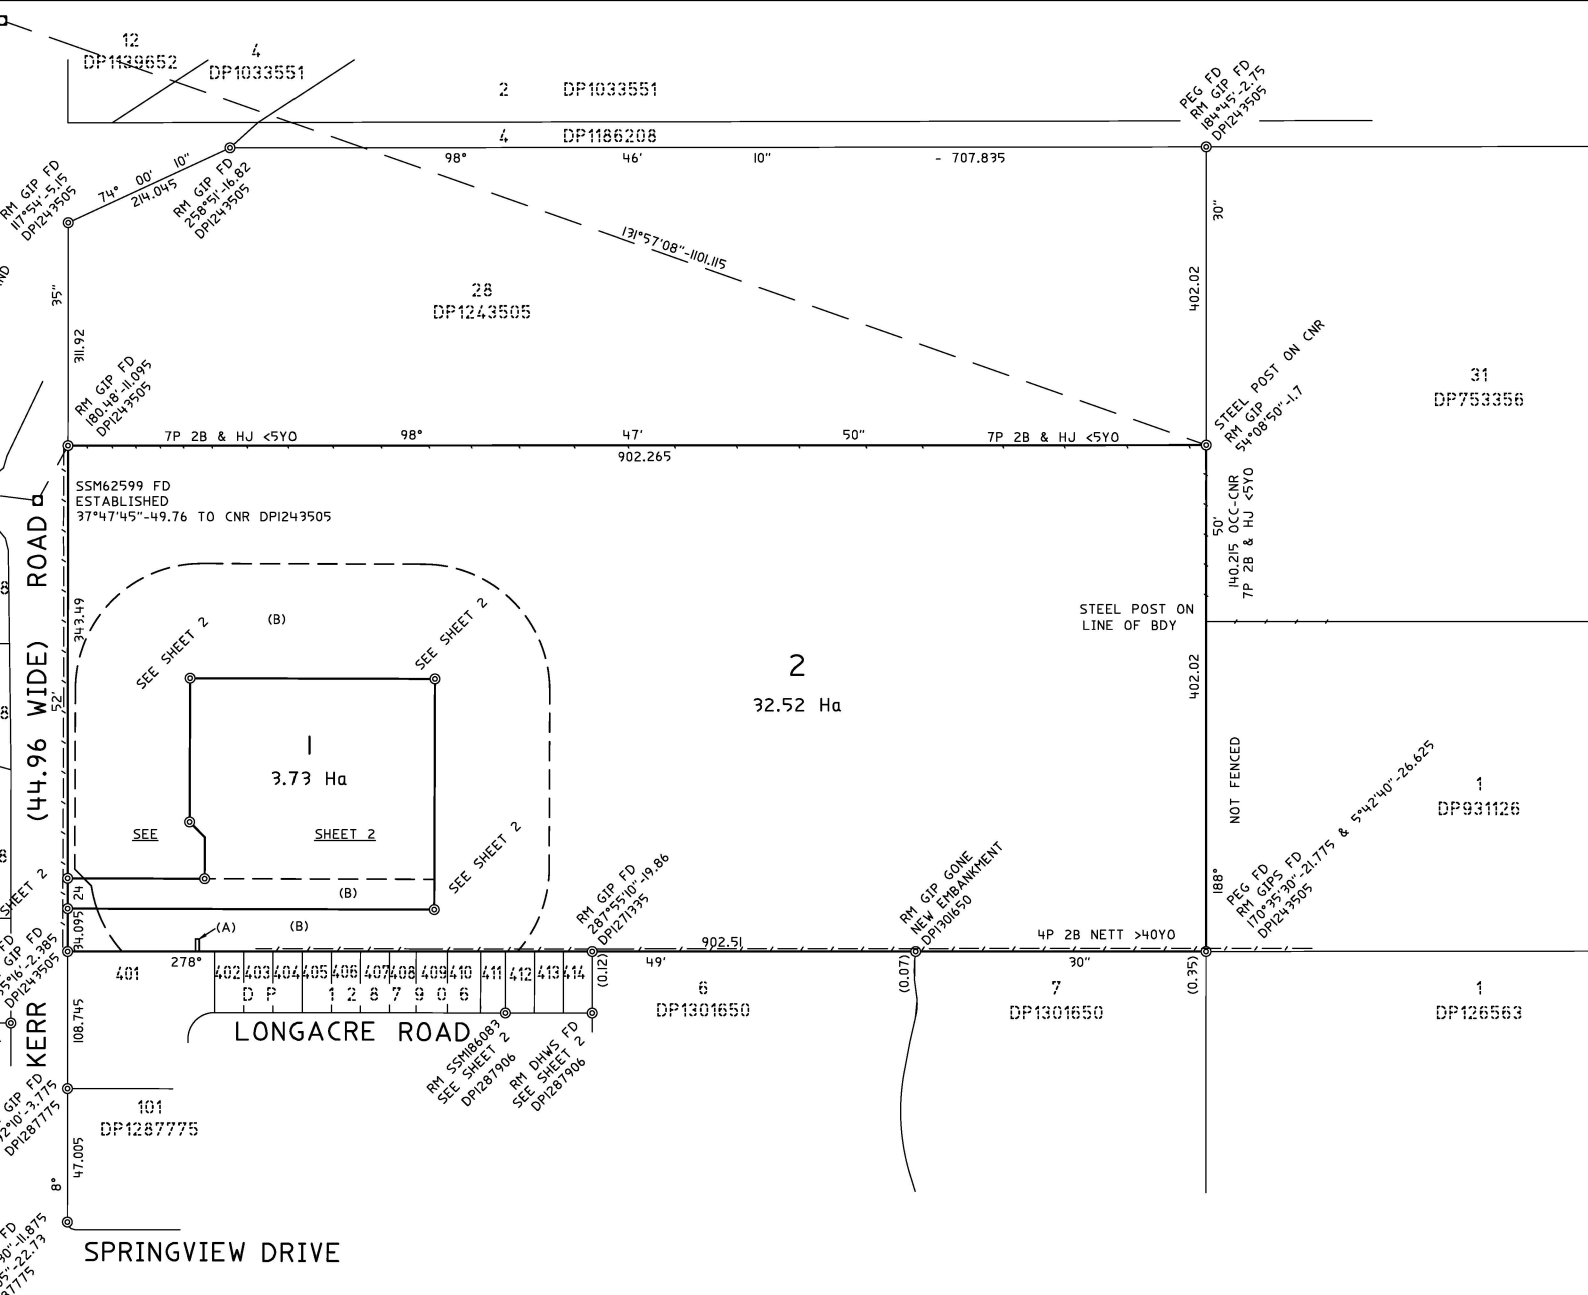 12
DP1139652
4
DP1033551
2 DP1033551
4 DP1186208
98° 46' 10" - 707.835
PEG FD
RM GIP FD
184°45'-2.75
DP1243505
RM GIP FD
117°54'-5.15
DP1243505
74° 00' 10"
214.045
RM GIP FD
258°51'-16.82
DP1243505
131°57'08"-1101.115
28
DP1243505
30"
402.02
35"
311.92
RM GIP FD
180.48'-11.095
DP1243505
STEEL POST ON CNR
RM GIP
54°08'50"-1.7
31
DP753356
7P 2B & HJ <5YO 98° 47' 50" 7P 2B & HJ <5YO
902.265
SSM62599 FD
ESTABLISHED
37°47'45"-49.76 TO CNR DP1243505
50'
140.215 OCC-CNR
7P 2B & HJ <5YO
KERR ROAD (44.96 WIDE)
343.49
52'
(B)
SEE SHEET 2
SEE SHEET 2
STEEL POST ON
LINE OF BDY
2
32.52 Ha
402.02
1
3.73 Ha
SEE SHEET 2
SEE SHEET 2
NOT FENCED
1
DP931126
188°
PEG FD
RM GIPS FD
170°35'30"-21.775 & 5°42'40"-26.625
DP1243505
SHEET 2
24
(B)
34.095
(A)
(B)
RM GIP FD
287°55'10"-19.86
DP1271335
RM GIP GONE
NEW EMBANKMENT
DP1301650
902.51
4P 2B NETT >40YO
278° 49' 30"
(0.12)
(0.07)
(0.35)
GIP FD
DP1243505
401 402 403 404 405 406 407 408 409 410 411 412 413 414
DP 1287906
6
DP1301650
7
DP1301650
1
DP126563
LONGACRE ROAD
108.745
RM SSM186083
SEE SHEET 2
DP1287906
RM DHWS FD
SEE SHEET 2
DP1287906
GIP FD
DP1287775
101
DP1287775
47.005
8°
FD
SPRINGVIEW DRIVE